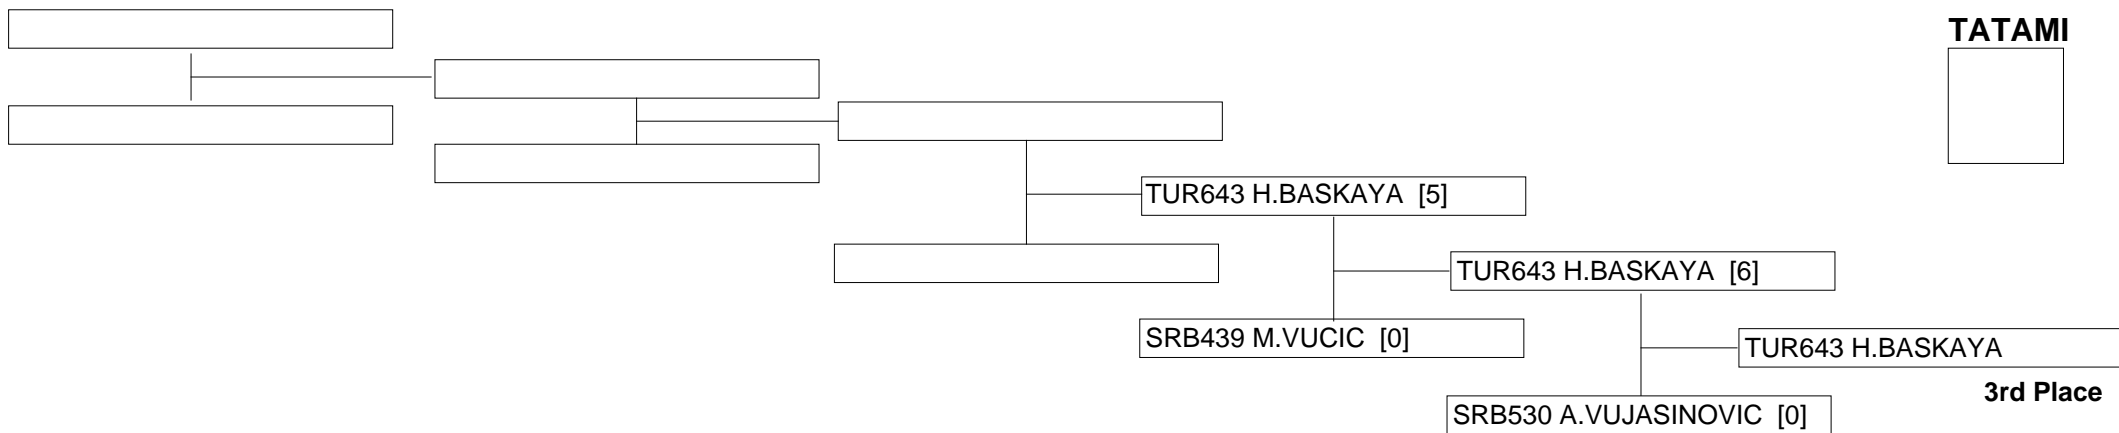 TATAMI
TUR643 H.BASKAYA [5]
TUR643 H.BASKAYA [6]
SRB439 M.VUCIC [0]
TUR643 H.BASKAYA
3rd Place
SRB530 A.VUJASINOVIC [0]